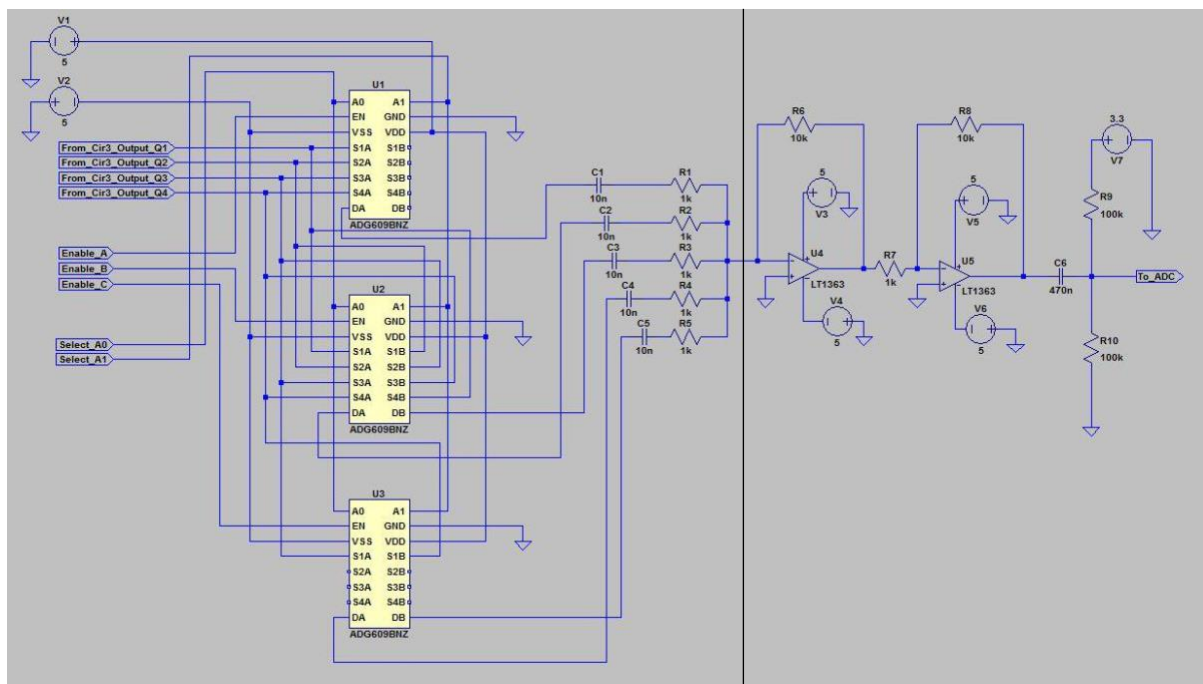 V1
5
V2
5
From_Cir3_Output_Q1
From_Cir3_Output_Q2
From_Cir3_Output_Q3
From_Cir3_Output_Q4
Enable_A
Enable_B
Enable_C
Select_A0
Select_A1
U1
A0 A1
EN GND
VSS VDD
S1A S1B
S2A S2B
S3A S3B
S4A S4B
DA DB
ADG609BNZ
U2
A0 A1
EN GND
VSS VDD
S1A S1B
S2A S2B
S3A S3B
S4A S4B
DA DB
ADG609BNZ
U3
A0 A1
EN GND
VSS VDD
S1A S1B
S2A S2B
S3A S3B
S4A S4B
DA DB
ADG609BNZ
C1 R1
10n 1k
C2 R2
10n 1k
C3 R3
10n 1k
C4 R4
10n 1k
C5 R5
10n 1k
R6
10k
5
V3
U4
LT1363
V4
5
R7
1k
R8
10k
5
V5
U5
LT1363
V6
5
C6
470n
3.3
V7
R9
100k
To_ADC
R10
100k